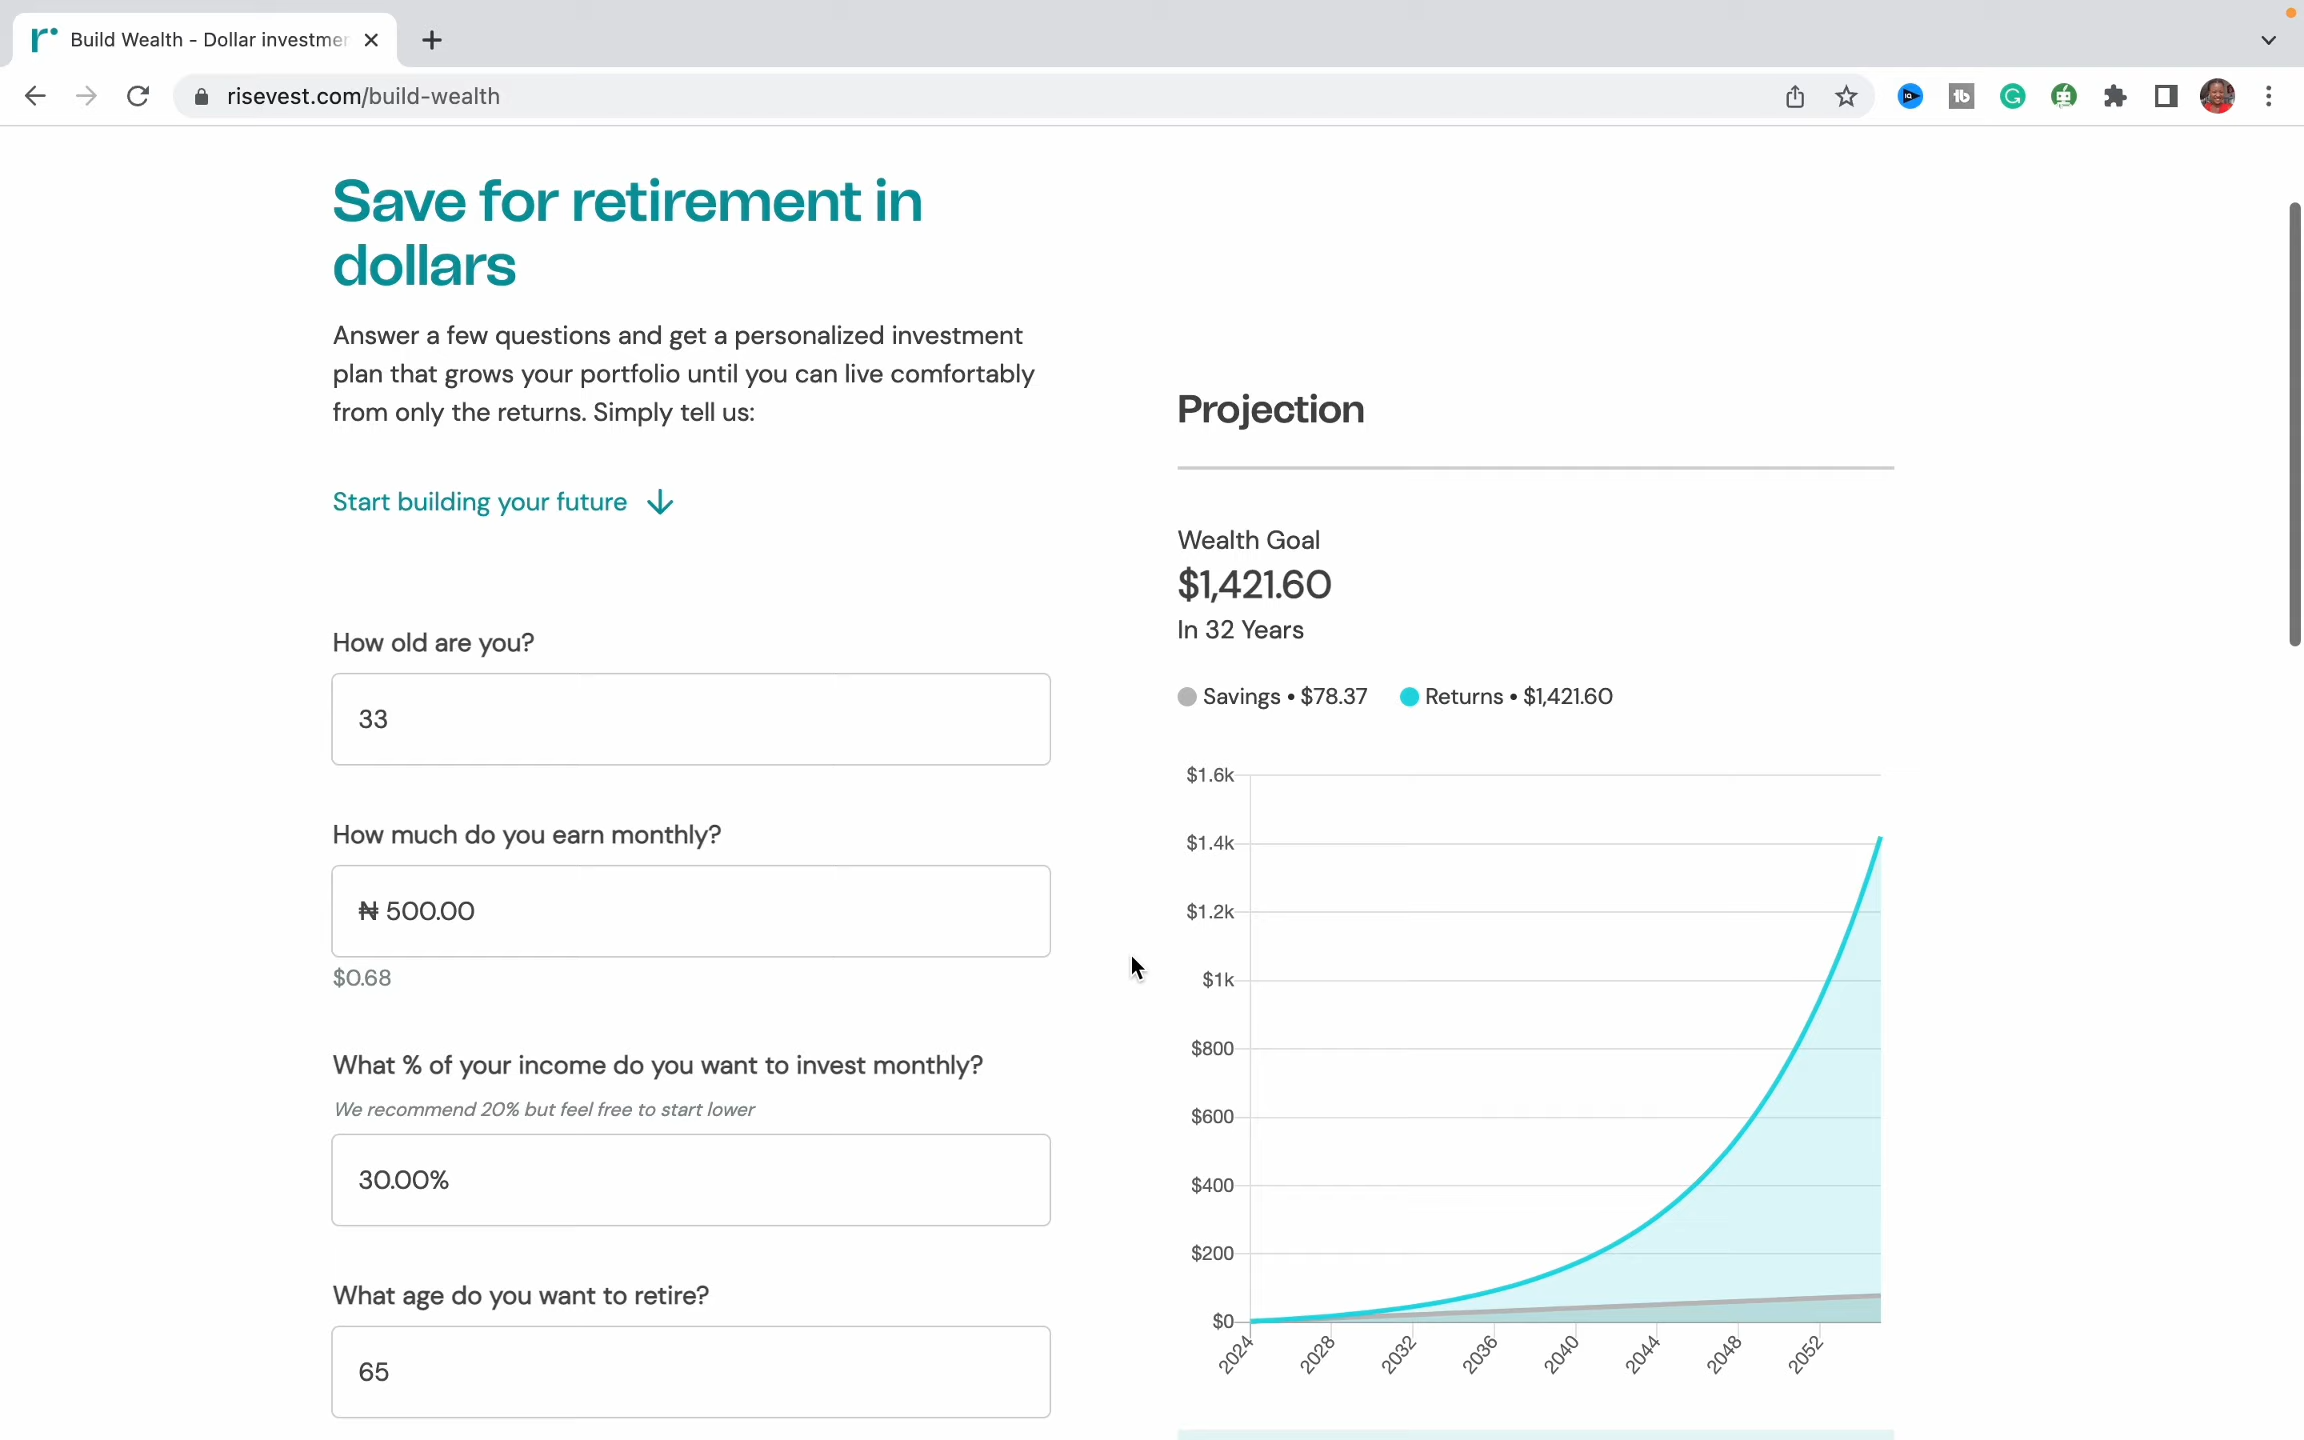 Build Wealth - Dollar investmen
risevest.com/build-wealth
Save for retirement in
dollars
Answer a few questions and get a personalized investment
plan that grows your portfolio until you can live comfortably
from only the returns. Simply tell us:
Start building your future
How old are you?
33
How much do you earn monthly?
₦ 500.00
$0.68
What % of your income do you want to invest monthly?
We recommend 20% but feel free to start lower
30.00%
What age do you want to retire?
65
Projection
Wealth Goal
$1,421.60
In 32 Years
Savings • $78.37 Returns • $1,421.60
$1.6k
$1.4k
$1.2k
$1k
$800
$600
$400
$200
$0
2024 2028 2032 2036 2040 2044 2048 2052